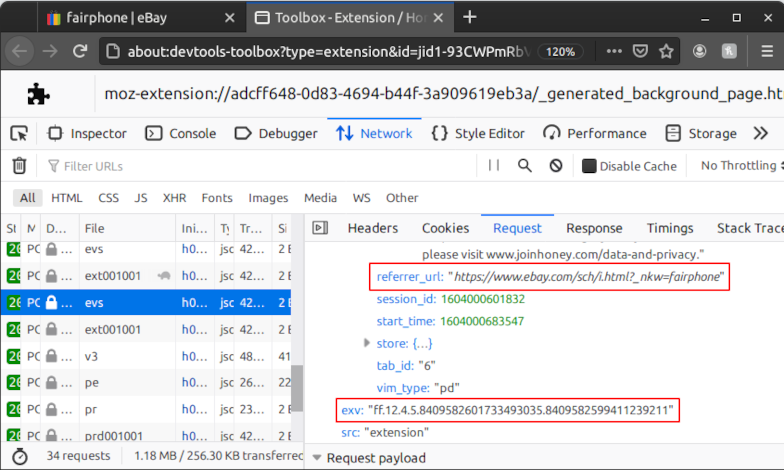 fairphone | eBay
Toolbox - Extension / Ho
about:devtools-toolbox?type=extension&id=jid1-93CWPmRbV
120%
moz-extension://adcff648-0d83-4694-b44f-3a909619eb3a/_generated_background_page.ht
Inspector
Console
Debugger
Network
Style Editor
Performance
Storage
Filter URLs
Disable Cache
No Throttling
All
HTML
CSS
JS
XHR
Fonts
Images
Media
WS
Other
St M D... File Ini... Ty Tr... Si
Headers
Cookies
Request
Response
Timings
Stack Trace
20 PC ... evs h0... jsc 42... 2 E
20 PC ... ext001001 h0... jsc 42... 2 E
20 PC ... evs h0... jsc 42... 2 E
20 PC ... ext001001 h0... jsc 42... 2 E
20 PC ... v3 h0... jsc 48... 41
20 PC ... pe h0... jsc 26... 22
20 PC ... pr h0... jsc 23...
20 PC ... prd001001 h0... jsc 42... 2 E
34 requests
1.18 MB / 256.30 KB transferred
please visit www.joinhoney.com/data-and-privacy."
referrer_url: "https://www.ebay.com/sch/i.html?_nkw=fairphone"
session_id: 1604000601832
start_time: 1604000683547
store: {…}
tab_id: "6"
vim_type: "pd"
exv: "ff.12.4.5.8409582601733493035.8409582599411239211"
src: "extension"
Request payload